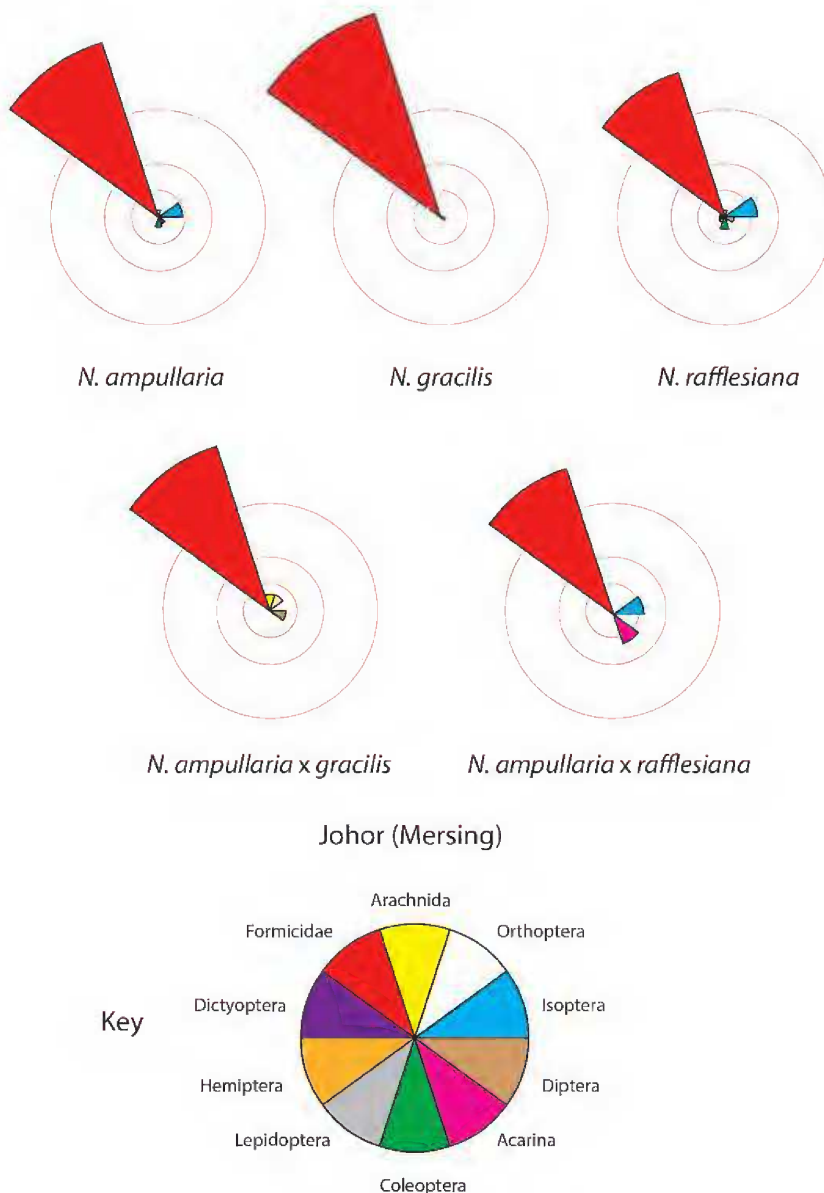 N. ampullaria
N. gracilis
N. rafflesiana
N. ampullaria x gracilis
N. ampullaria x rafflesiana
Johor (Mersing)
Key
Arachnida
Formicidae
Orthoptera
Dictyoptera
Isoptera
Hemiptera
Diptera
Lepidoptera
Acarina
Coleoptera